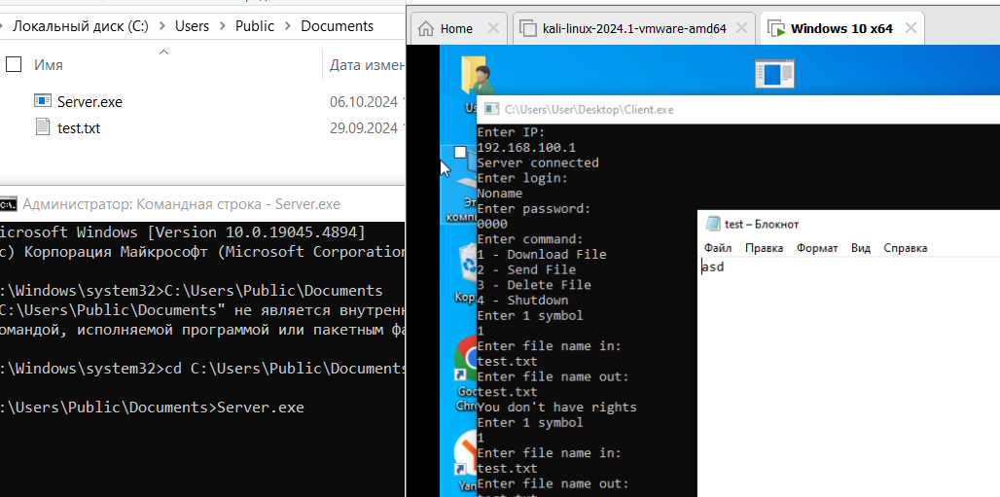 Локальный диск (C:) > Users > Public > Documents
Имя
Дата
Server.exe
06.10.2024
test.txt
29.09.2024
Администратор: Командная строка - Server.exe
icrosoft Windows [Version 10.0.19045.4894]
с) Корпорация Майкрософт (Microsoft Corporation
:\Windows\system32>C:\Users\Public\Documents
C:\Users\Public\Documents" не является
омандой, исполняемой программой или пакетным
:\Windows\system32>cd C:\Users\Public\Documents
:\Users\Public\Documents>Server.exe
Home
kali-linux-2024.1-vmware-amd64
Windows 10 x64
C:\Users\User\Desktop\Client.exe
Enter IP:
192.168.100.1
Server connected
Enter login:
Noname
Enter password:
0000
Enter command:
1 - Download File
2 - Send File
3 - Delete File
4 - Shutdown
Enter 1 symbol
1
Enter file name in:
test.txt
Enter file name out:
test.txt
You don't have rights
Enter 1 symbol
1
Enter file name in:
test.txt
Enter file name out:
test.txt
test – Блокнот
Файл Правка Формат Вид Справка
asd